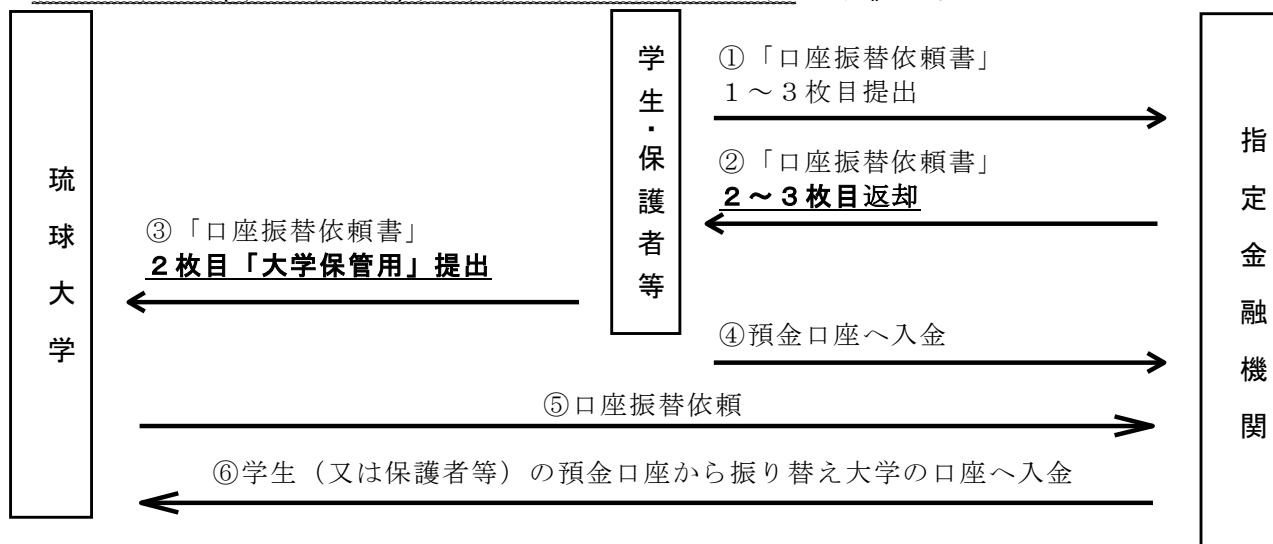 琉球大学
学生・保護者等
指定金融機関
①「口座振替依頼書」
1～3枚目提出
②「口座振替依頼書」
2～3枚目返却
③「口座振替依頼書」
2枚目「大学保管用」提出
④預金口座へ入金
⑤口座振替依頼
⑥学生(又は保護者等)の預金口座から振り替え大学の口座へ入金